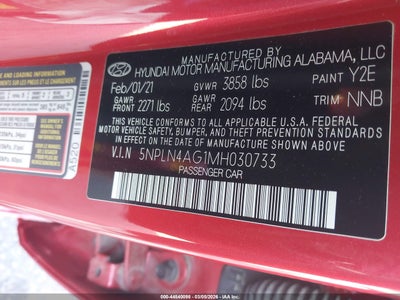 MANUFACTURED BY
HYUNDAI MOTOR MANUFACTURING ALABAMA, LLC
Feb/01/21 GVWR 3858 lbs PAINT Y2E
GAWR FRONT 2271 lbs GAWR REAR 2094 lbs TRIM NNB
THIS VEHICLE CONFORMS TO ALL APPLICABLE U.S. FEDERAL MOTOR
VEHICLE SAFETY, BUMPER, AND THEFT PREVENTION STANDARDS
IN EFFECT ON THE DATE OF MANUFACTURE SHOWN ABOVE.
V.I.N 5NPLN4AG1MH030733
PASSENGER CAR
A520